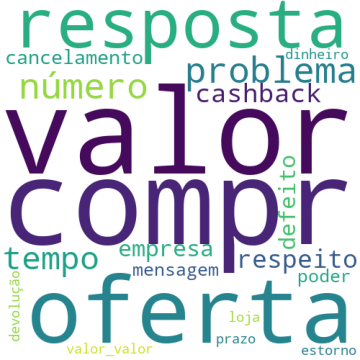 resposta
cancelamento
dinheiro
problema
número
cashback
valor
compr
defeito
tempo
empresa
respeito
mensagem
poder
devolução
oferta
loja
prazo
valor_valor
estorno